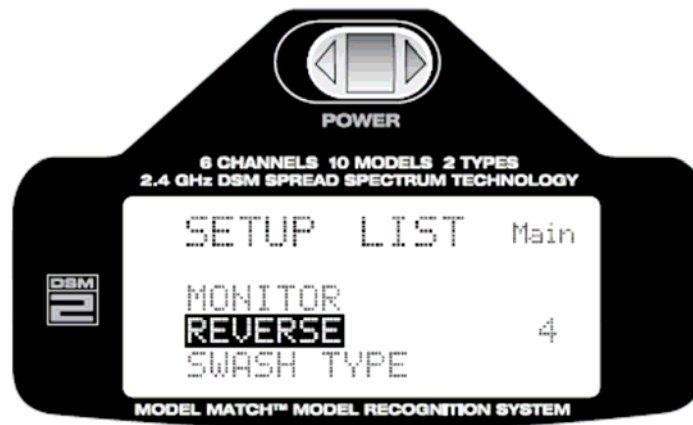 POWER
6 CHANNELS 10 MODELS 2 TYPES
2.4 GHz DSM SPREAD SPECTRUM TECHNOLOGY
SETUP LIST Main
DSM
2
MONITOR
REVERSE 4
SWASH TYPE
MODEL MATCH™ MODEL RECOGNITION SYSTEM